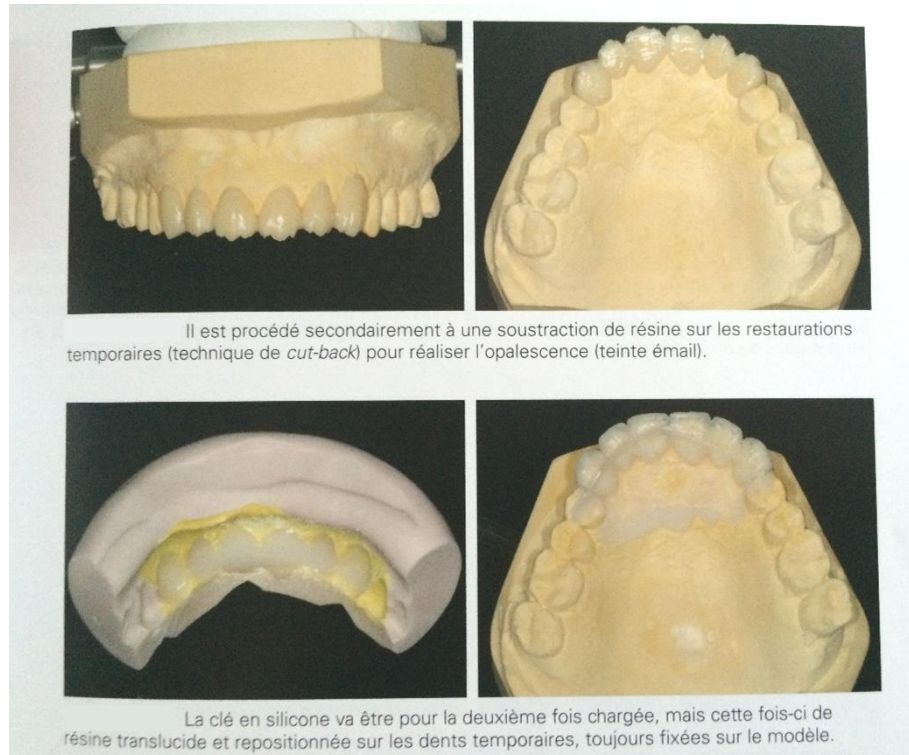 Il est procédé secondairement à une soustraction de résine sur les restaurations
temporaires (technique de cut-back) pour réaliser l'opalescence (teinte émail).
La clé en silicone va être pour la deuxième fois chargée, mais cette fois-ci de
résine translucide et repositionnée sur les dents temporaires, toujours fixées sur le modèle.